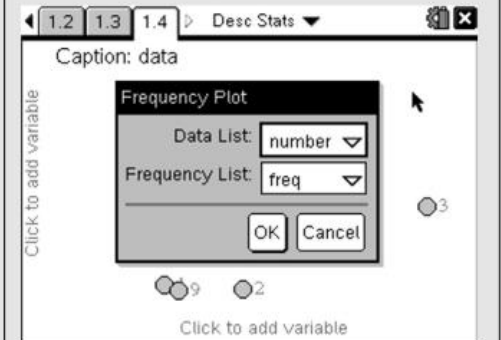 1.2 1.3 1.4 Desc Stats
Caption: data
Frequency Plot
Data List: number
Frequency List: freq
OK Cancel
Click to add variable
3
9 2
Click to add variable